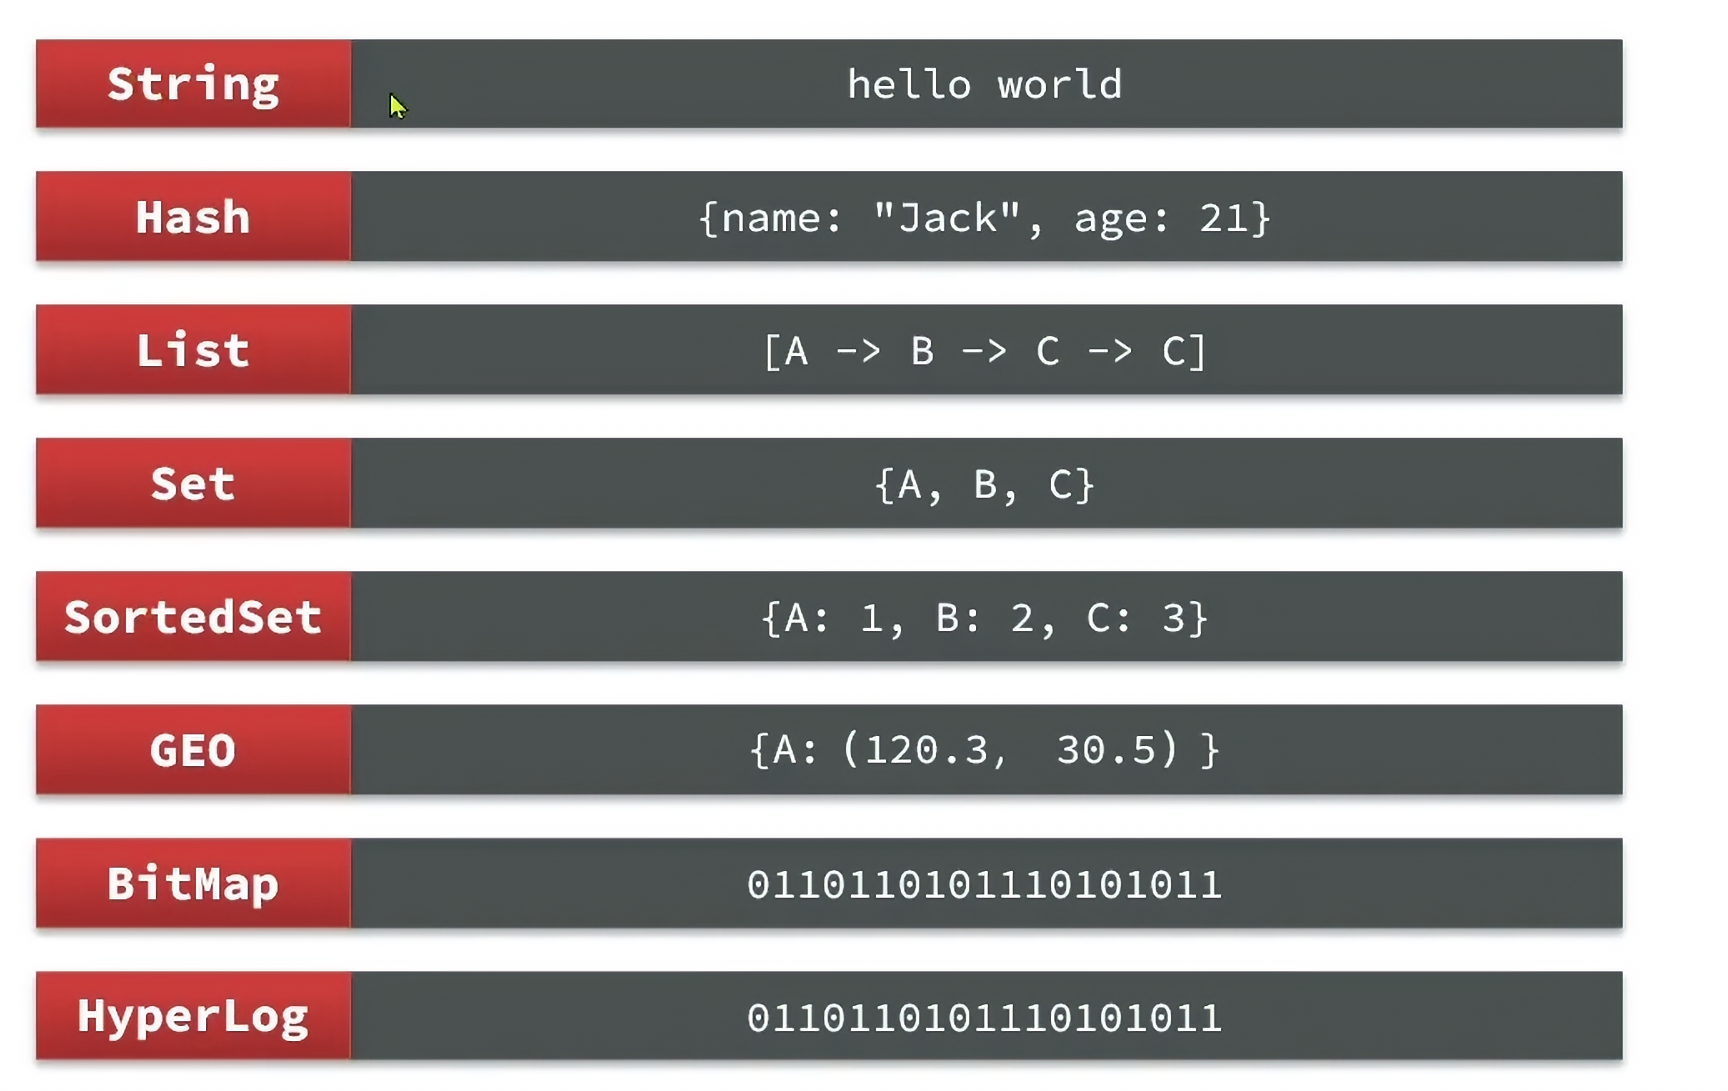 String hello world
Hash {name: "Jack", age: 21}
List [A -> B -> C -> C]
Set {A, B, C}
SortedSet {A: 1, B: 2, C: 3}
GEO {A: (120.3, 30.5) }
BitMap 0110110101110101011
HyperLog 0110110101110101011